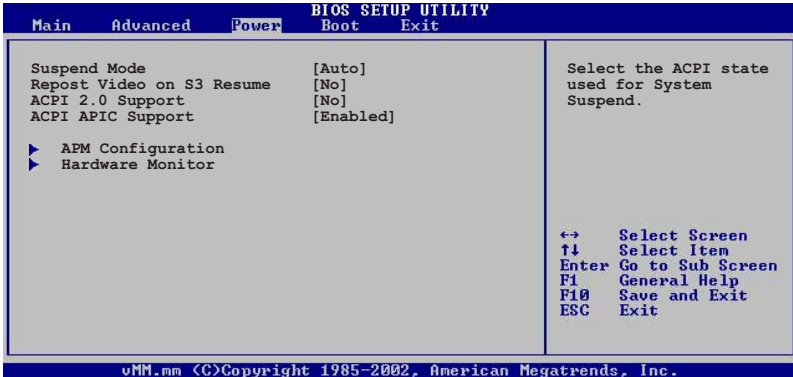 BIOS SETUP UTILITY
Main Advanced Power Boot Exit
Suspend Mode [Auto]
Repost Video on S3 Resume [No]
ACPI 2.0 Support [No]
ACPI APIC Support [Enabled]
APM Configuration
Hardware Monitor
Select the ACPI state
used for System
Suspend.
←→ Select Screen
↑↓ Select Item
Enter Go to Sub Screen
F1 General Help
F10 Save and Exit
ESC Exit
vMM.mm (C)Copyright 1985-2002, American Megatrends, Inc.